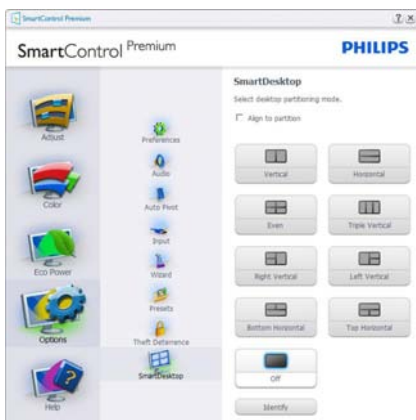 SmartControl Premium
SmartControl Premium
PHILIPS
Adjust
Color
Eco Power
Options
Help
Preferences
Audio
Auto Pivot
Input
Wizard
Presets
Theft Deterrence
SmartDesktop
SmartDesktop
Select desktop partitioning mode.
Align to partition
Vertical
Horizontal
Even
Triple Vertical
Right Vertical
Left Vertical
Bottom Horizontal
Top Horizontal
Off
Identify